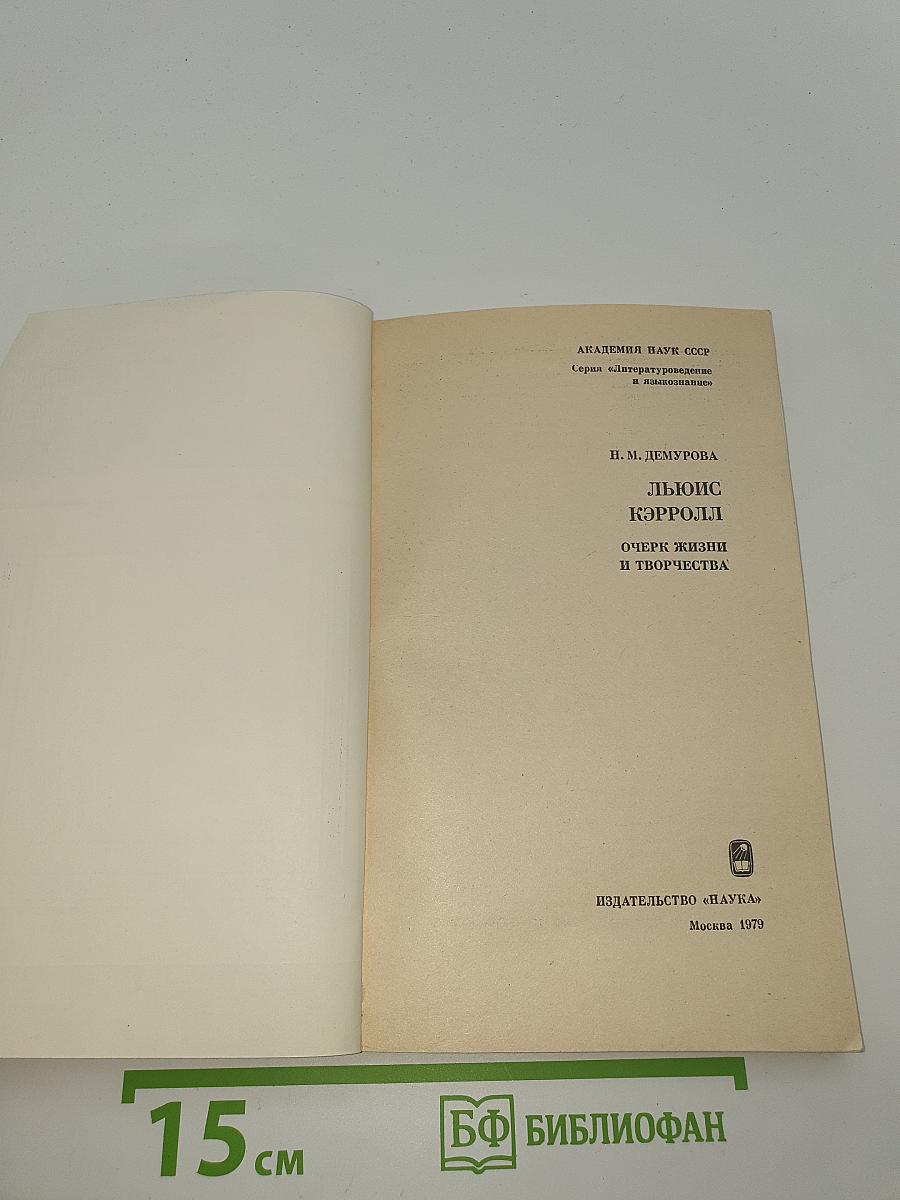 АКАДЕМИЯ НАУК СССР
Серия «Литературоведение
и языкознание»
Н. М. ДЕМУРОВА
ЛЬЮИС
КЭРРОЛЛ
ОЧЕРК ЖИЗНИ
И ТВОРЧЕСТВА
ИЗДАТЕЛЬСТВО «НАУКА»
Москва 1979
15 см
БФ БИБЛИОФАН